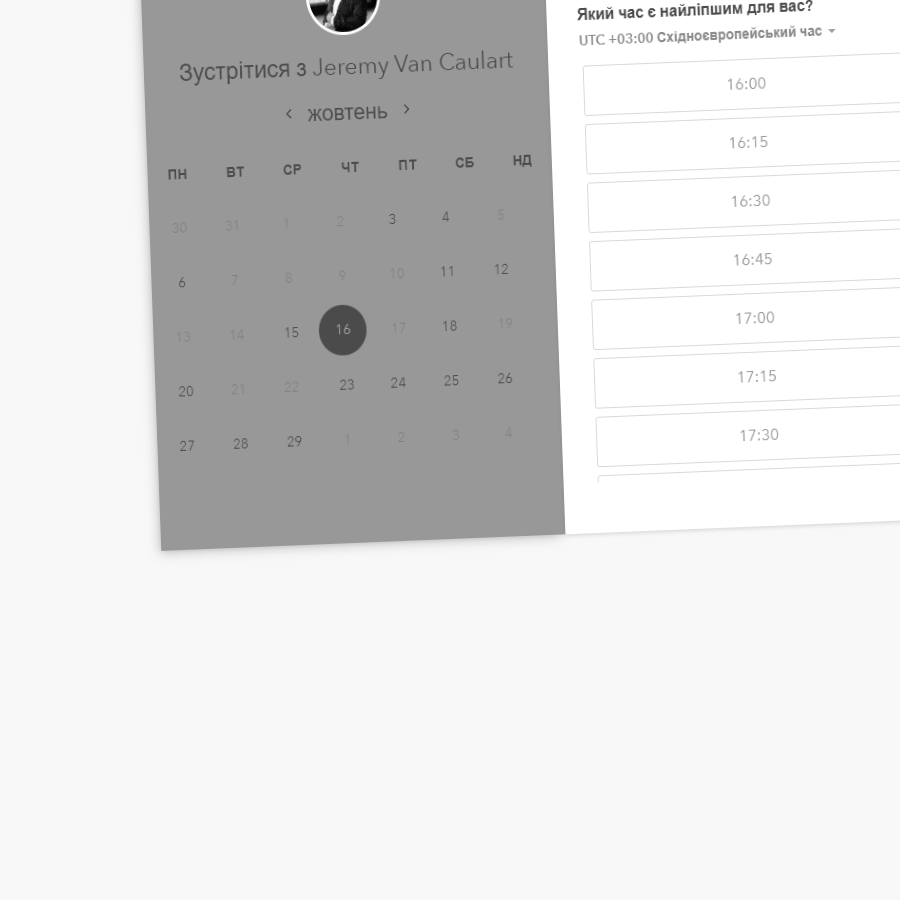 Зустрітися з Jeremy Van Caulart
‹ жовтень ›
ПН ВТ СР ЧТ ПТ СБ НД
30 31 1 2 3 4 5
6 7 8 9 10 11 12
13 14 15 16 17 18 19
20 21 22 23 24 25 26
27 28 29 1 2 3 4
Який час є найліпшим для вас?
UTC +03:00 Східноєвропейський час
16:00
16:15
16:30
16:45
17:00
17:15
17:30